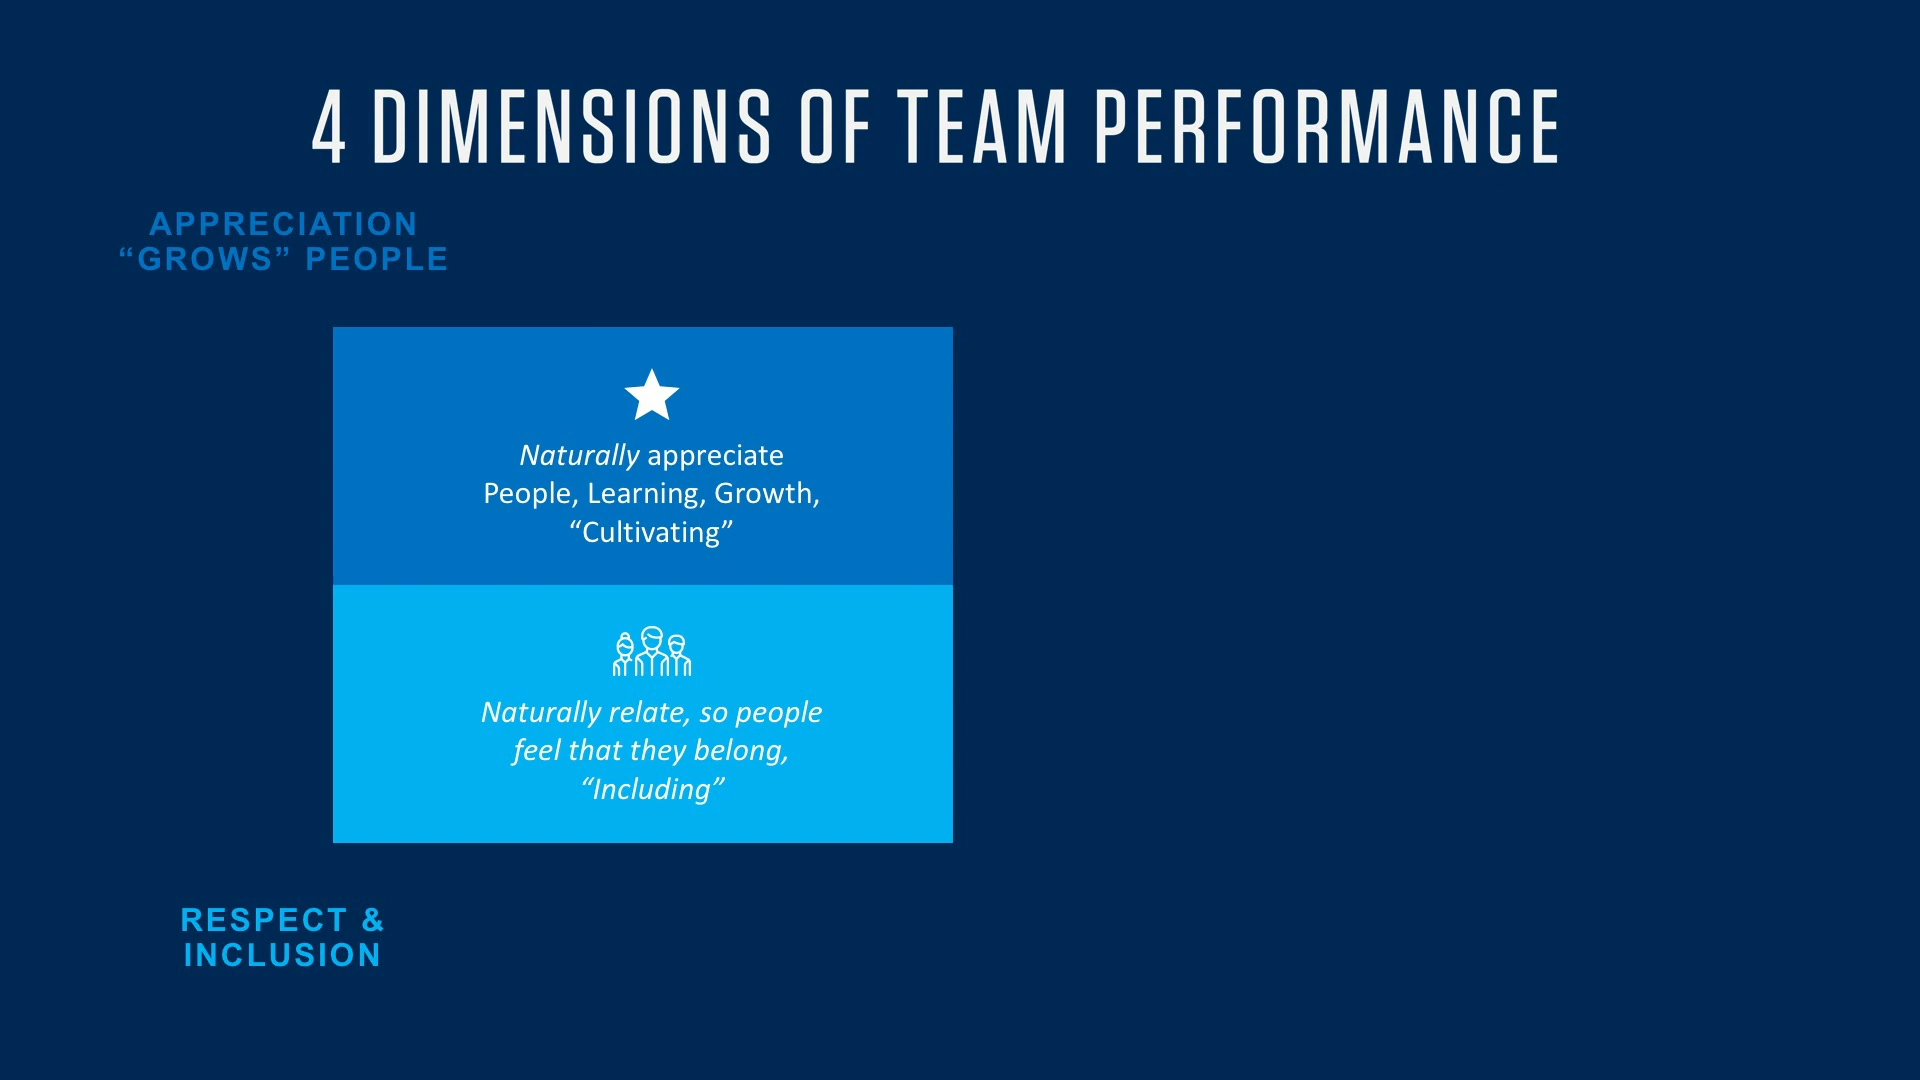 4 DIMENSIONS OF TEAM PERFORMANCE
APPRECIATION
“GROWS” PEOPLE
Naturally appreciate
People, Learning, Growth,
“Cultivating”
Naturally relate, so people
feel that they belong,
“Including”
RESPECT &
INCLUSION